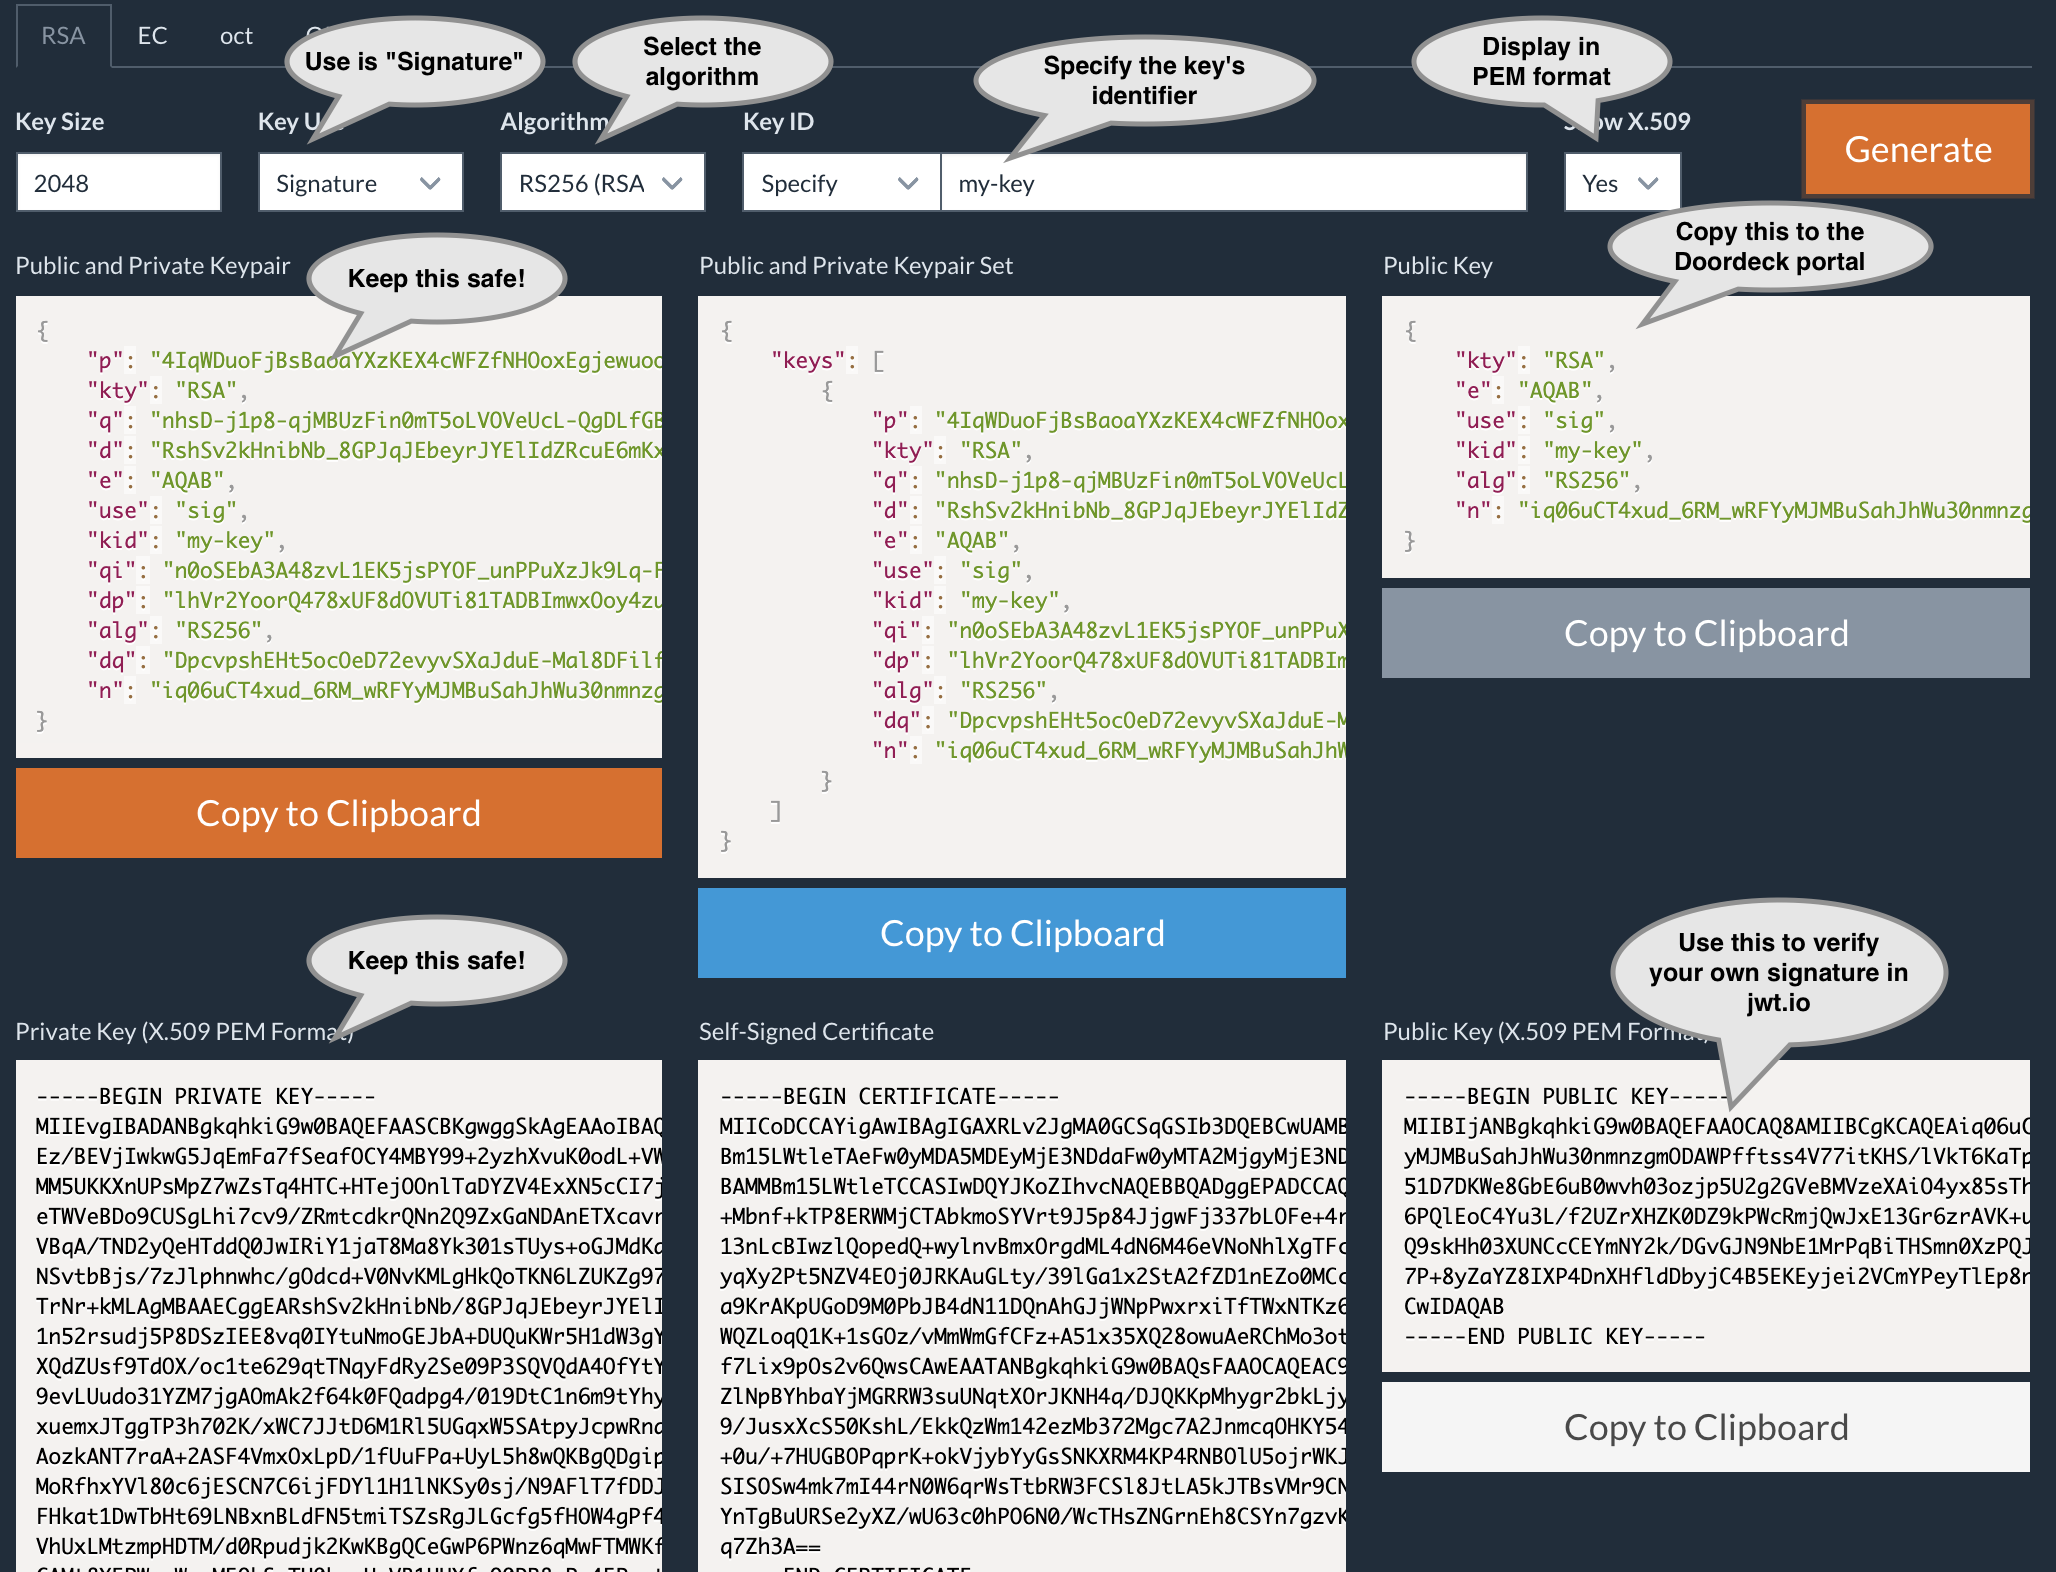 RSA
EC
oct
Use is "Signature"
Select the
algorithm
Specify the key's
identifier
Display in
PEM format
Key Size
Key
Algorithm
Key ID
X.509
Generate
2048
Signature
RS256 (RSA
Specify
my-key
Yes
Public and Private Keypair
Keep this safe!
Public and Private Keypair Set
Public Key
Copy this to the
Doordeck portal
{
"p": "4IqWDuoFjBsBaoaYXzKEX4cWFZfNHOoxEgjewuoc
"kty": "RSA",
"q": "nhsD-j1p8-qjMBUzFin0mT5oLVOVeUcL-QgDLfGB
"d": "RshSv2kHnibNb_8GPJqJEbeyrJYElIdZRcuE6mKx
"e": "AQAB",
"use": "sig",
"kid": "my-key",
"qi": "n0oSEbA3A48zvL1EK5jsPYOF_unPPuXzJk9Lq-F
"dp": "lhVr2YoorQ478xUF8dOVUTi81TADBImwxOoy4zu
"alg": "RS256",
"dq": "DpcvpshEHt5ocOeD72evyvSXaJduE-Mal8DFilf
"n": "iq06uCT4xud_6RM_wRFYyMJMBuSahJhWu30nmnzg
}
Copy to Clipboard
{
"keys": [
{
"p": "4IqWDuoFjBsBaoaYXzKEX4cWFZfNHOox
"kty": "RSA",
"q": "nhsD-j1p8-qjMBUzFin0mT5oLVOVeUcL
"d": "RshSv2kHnibNb_8GPJqJEbeyrJYElIdZ
"e": "AQAB",
"use": "sig",
"kid": "my-key",
"qi": "n0oSEbA3A48zvL1EK5jsPYOF_unPPuX
"dp": "lhVr2YoorQ478xUF8dOVUTi81TADBIm
"alg": "RS256",
"dq": "DpcvpshEHt5ocOeD72evyvSXaJduE-M
"n": "iq06uCT4xud_6RM_wRFYyMJMBuSahJhW
}
]
}
Copy to Clipboard
{
"kty": "RSA",
"e": "AQAB",
"use": "sig",
"kid": "my-key",
"alg": "RS256",
"n": "iq06uCT4xud_6RM_wRFYyMJMBuSahJhWu30nmnzg
}
Copy to Clipboard
Keep this safe!
Use this to verify
your own signature in
jwt.io
Private Key (X.509 PEM Format)
Self-Signed Certificate
Public Key (X.509 PEM Format)
-----BEGIN PRIVATE KEY-----
MIIEvgIBADANBgkqhkiG9w0BAQEFAASCBKgwggSkAgEAAoIBAQ
Ez/BEVjIwkwG5JqEmFa7fSeafOCY4MBY99+2yzhXvuK0odL+VW
MM5UKKXnUPsMpZ7wZsTq4HTC+HTejOOnlTaDYZV4ExXN5cCI7j
eTWVeBDo9CUSgLhi7cv9/ZRmtcdkrQNn2Q9ZxGaNDAnETXcavr
VBqA/TND2yQeHTddQ0JwIRiY1jaT8Ma8Yk301sTUys+oGJMdKa
NSvtbBjs/7zJlphnwhc/gOdcd+V0NvKMLgHkQoTKN6LZUKZg97
TrNr+kMLAgMBAAECggEARshSv2kHnibNb/8GPJqJEbeyrJYElI
1n52rsudj5P8DSzIEE8vq0IYtuNmoGEJbA+DUQuKWr5H1dW3gY
XQdZUsf9TdOX/oc1te629qtTNqyFdRy2Se09P3SQVQdA4OfYtY
9evLUudo31YZM7jgAOmAk2f64k0FQadpg4/019DtC1n6m9tYhy
xuemxJTggTP3h702K/xWC7JJtD6M1Rl5UGqxW5SAtpyJcpwRna
AozkANT7raA+2ASF4VmxOxLpD/1fUuFPa+UyL5h8wQKBgQDgip
MoRfhxYVl80c6jESCN7C6ijFDYl1H1lNKSy0sj/N9AFlT7fDDJ
FHkat1DwTbHt69LNBxnBLdFN5tmiTSZsRgJLGcfg5fHOW4gPf4
VhUxLMtzmpHDTM/d0Rpudjk2KwKBgQCeGwP6PWnz6qMwFTMWKf
-----BEGIN CERTIFICATE-----
MIICoDCCAYigAwIBAgIGAXRLv2JgMA0GCSqGSIb3DQEBCwUAMB
Bm15LWtleTAeFw0yMDA5MDEyMjE3NDdaFw0yMTA2MjgyMjE3ND
BAMMBm15LWtleTCCASIwDQYJKoZIhvcNAQEBBQADggEPADCCAQ
+Mbnf+kTP8ERWMjCTAbkmoSYVrt9J5p84JjgwFj337bLOFe+4r
13nLcBIwzlQopedQ+wylnvBmxOrgdML4dN6M46eVNoNhlXgTFc
yqXy2Pt5NZV4EOj0JRKAuGLty/39lGa1x2StA2fZD1nEZo0MCc
a9KrAKpUGoD9M0PbJB4dN11DQnAhGJjWNpPwxrxiTfTWxNTKz6
WQZLoqQ1K+1sGOz/vMmWmGfCFz+A51x35XQ28owuAeRChMo3ot
f7Lix9pOs2v6QwsCAwEAATANBgkqhkiG9w0BAQsFAAOCAQEAC9
ZlNpBYhbaYjMGRRW3suUNqtXOrJKNH4q/DJQKKpMhygr2bkLjy
9/JusxXcS50KshL/EkkQzWm142ezMb372Mgc7A2JnmcqOHKY54
+0u/+7HUGBOPqprK+okVjybYyGsSNKXRM4KP4RNBOlU5ojrWKJ
SISOSw4mk7mI44rN0W6qrWsTtbRW3FCSl8JtLA5kJTBsVMr9CN
YnTgBuURSe2yXZ/wU63c0hPO6N0/WcTHsZNGrnEh8CSYn7gzvK
q7Zh3A==
-----BEGIN PUBLIC KEY-----
MIIBIjANBgkqhkiG9w0BAQEFAAOCAQ8AMIIBCgKCAQEAiq06uC
yMJMBuSahJhWu30nmnzgmODAWPfftss4V77itKHS/lVkT6KaTp
51D7DKWe8GbE6uB0wvh03ozjp5U2g2GVeBMVzeXAiO4yx85sTh
6PQlEoC4Yu3L/f2UZrXHZK0DZ9kPWcRmjQwJxE13Gr6zrAVK+u
Q9skHh03XUNCcCEYmNY2k/DGvGJN9NbE1MrPqBiTHSmn0XzPQJ
7P+8yZaYZ8IXP4DnXHfldDbyjC4B5EKEyjei2VCmYPeyTlEp8r
CwIDAQAB
-----END PUBLIC KEY-----
Copy to Clipboard